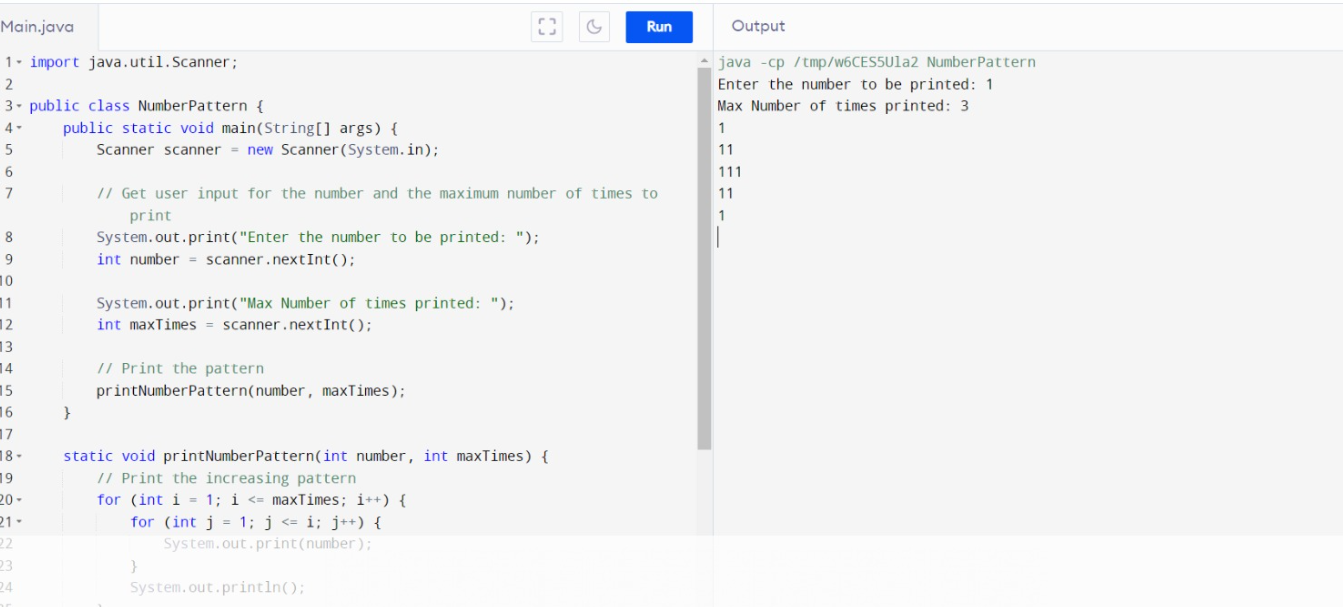 Main.java
Run
Output
1 import java.util.Scanner;
2
3 public class NumberPattern {
4 public static void main(String[] args) {
5 Scanner scanner = new Scanner(System.in);
6
7 // Get user input for the number and the maximum number of times to
print
8 System.out.print("Enter the number to be printed: ");
9 int number = scanner.nextInt();
10
11 System.out.print("Max Number of times printed: ");
12 int maxTimes = scanner.nextInt();
13
14 // Print the pattern
15 printNumberPattern(number, maxTimes);
16 }
17
18 static void printNumberPattern(int number, int maxTimes) {
19 // Print the increasing pattern
20 for (int i = 1; i <= maxTimes; i++) {
21 for (int j = 1; j <= i; j++) {
22 System.out.print(number);
23 }
24 System.out.println();
java -cp /tmp/w6CES5Ula2 NumberPattern
Enter the number to be printed: 1
Max Number of times printed: 3
1
11
111
11
1